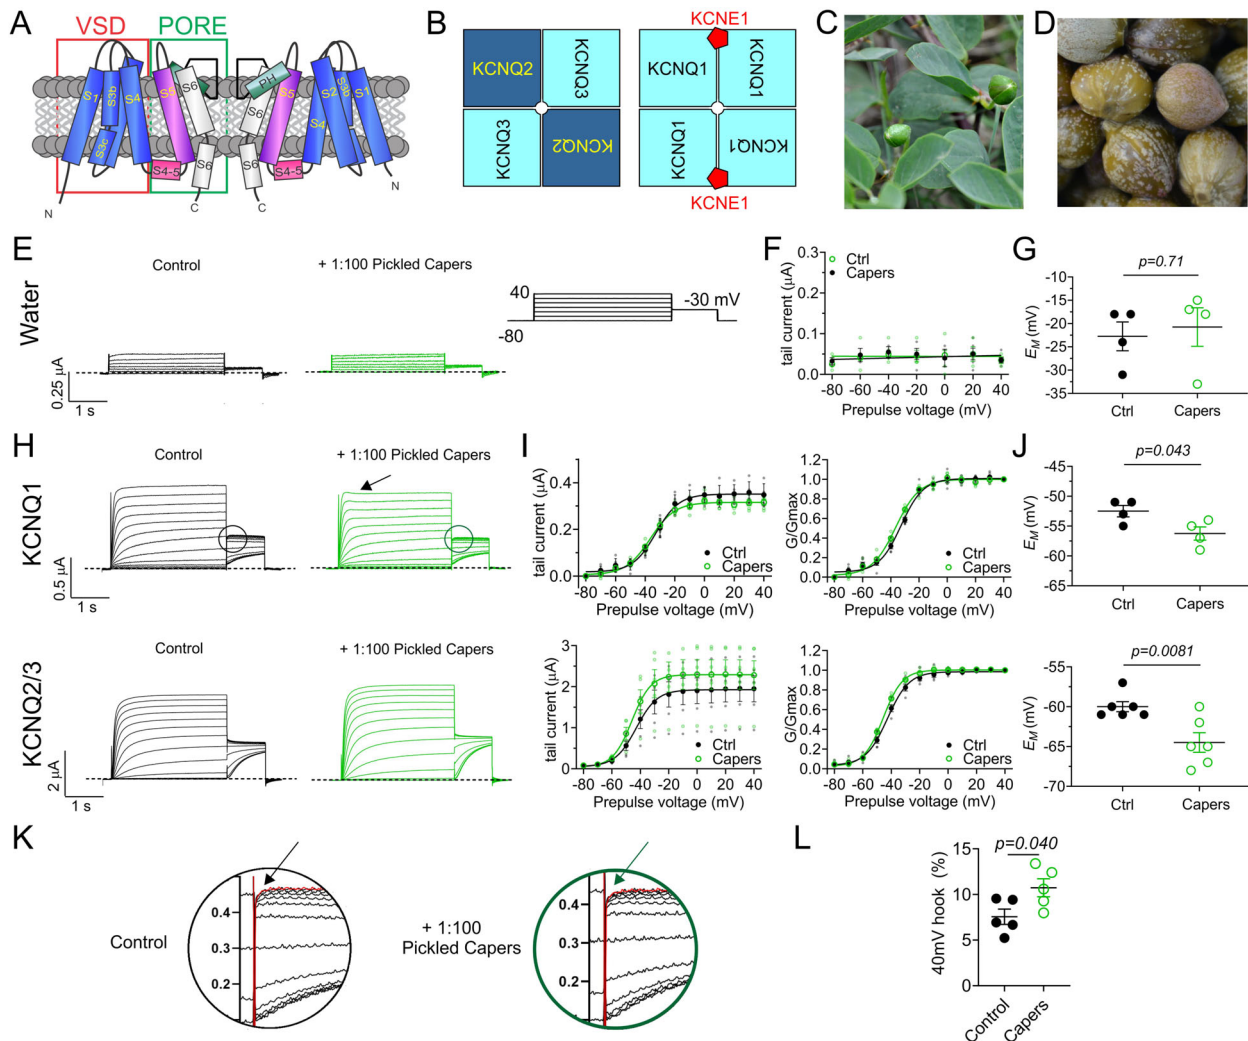 A
VSD PORE
S1
S3b
S4
S3c
S5
S6
PH
S6
S5
S2
S3b
S1
S4
S4-5
S6
S6
S4-5
N
C
C
N
B
KCNQ2
KCNQ3
KCNQ3
KCNQ2
KCNE1
KCNQ1
KCNQ1
KCNQ1
KCNQ1
KCNE1
C
D
E
Water
Control
+ 1:100 Pickled Capers
0.25 µA
1 s
40
-80
-30 mV
F
tail current (µA)
0.3
0.2
0.1
0.0
Ctrl
Capers
-80 -60 -40 -20 0 20 40
Prepulse voltage (mV)
G
p=0.71
EM (mV)
-10
-15
-20
-25
-30
-35
Ctrl Capers
H
KCNQ1
Control
+ 1:100 Pickled Capers
0.5 µA
1 s
I
tail current (µA)
0.4
0.2
0.0
Ctrl
Capers
-80 -60 -40 -20 0 20 40
Prepulse voltage (mV)
G/Gmax
1.2
1.0
0.8
0.6
0.4
0.2
0.0
Ctrl
Capers
-80 -60 -40 -20 0 20 40
Prepulse voltage (mV)
J
p=0.043
EM (mV)
-45
-50
-55
-60
-65
Ctrl Capers
KCNQ2/3
Control
+ 1:100 Pickled Capers
2 µA
1 s
tail current (µA)
3
2
1
0
Ctrl
Capers
-80 -60 -40 -20 0 20 40
Prepulse voltage (mV)
G/Gmax
1.2
1.0
0.8
0.6
0.4
0.2
0.0
Ctrl
Capers
-80 -60 -40 -20 0 20 40
Prepulse voltage (mV)
p=0.0081
EM (mV)
-55
-60
-65
-70
Ctrl Capers
K
Control
0.4
0.3
0.2
+ 1:100
Pickled Capers
0.4
0.3
0.2
L
p=0.040
40mV hook (%)
15
10
5
0
Control
Capers